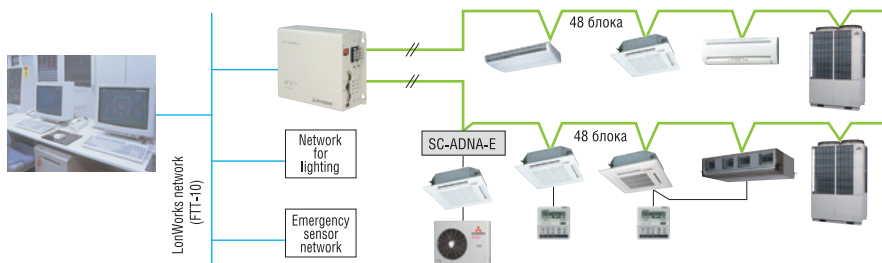 48 блока
SC-ADNA-E
48 блока
Network
for
lighting
Emergency
sensor
network
LonWorks network
(FTT-10)